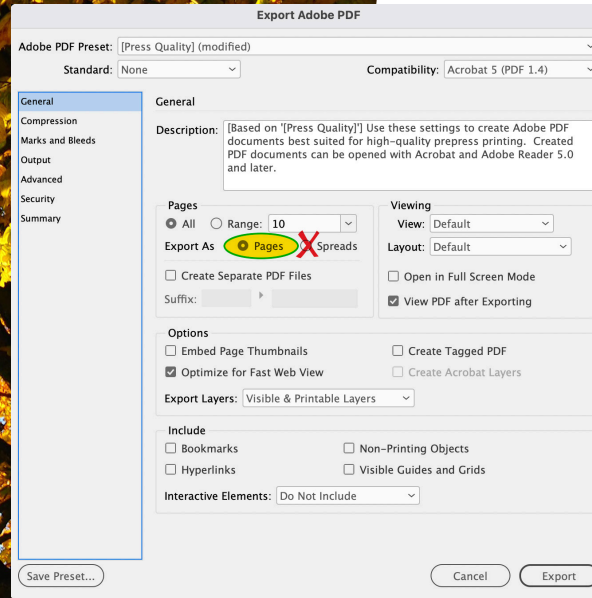 Export Adobe PDF
Adobe PDF Preset: [Press Quality] (modified)
Standard: None
Compatibility: Acrobat 5 (PDF 1.4)
General
Compression
Marks and Bleeds
Output
Advanced
Security
Summary
General
Description: [Based on '[Press Quality]'] Use these settings to create Adobe PDF
documents best suited for high-quality prepress printing. Created
PDF documents can be opened with Acrobat and Adobe Reader 5.0
and later.
Pages
All Range: 10
Export As Pages Spreads
Create Separate PDF Files
Suffix:
Viewing
View: Default
Layout: Default
Open in Full Screen Mode
View PDF after Exporting
Options
Embed Page Thumbnails
Create Tagged PDF
Optimize for Fast Web View
Create Acrobat Layers
Export Layers: Visible & Printable Layers
Include
Bookmarks
Non-Printing Objects
Hyperlinks
Visible Guides and Grids
Interactive Elements: Do Not Include
Save Preset...
Cancel
Export